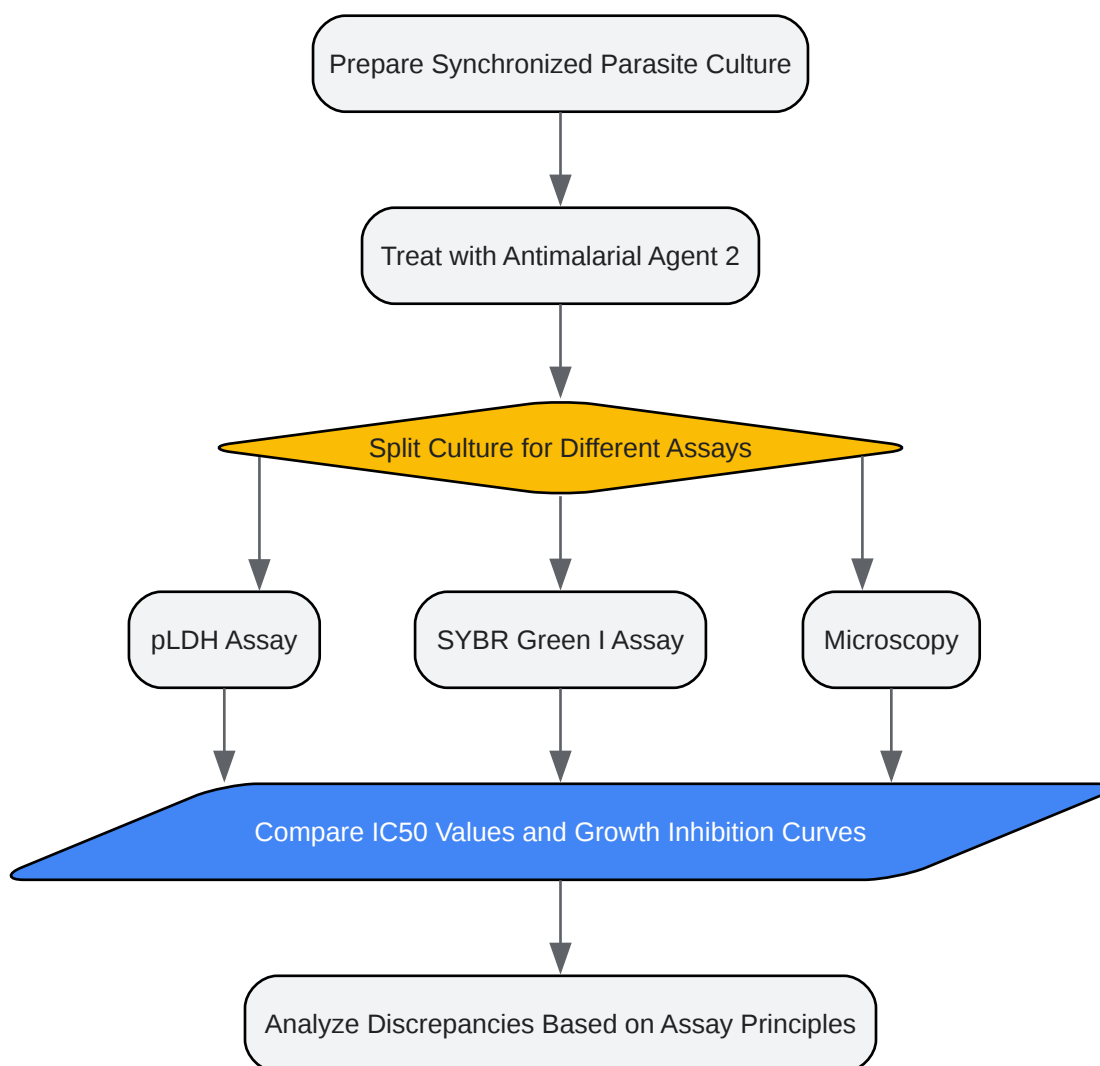 Prepare Synchronized Parasite Culture
Treat with Antimalarial Agent 2
Split Culture for Different Assays
pLDH Assay
SYBR Green I Assay
Microscopy
Compare IC50 Values and Growth Inhibition Curves
Analyze Discrepancies Based on Assay Principles